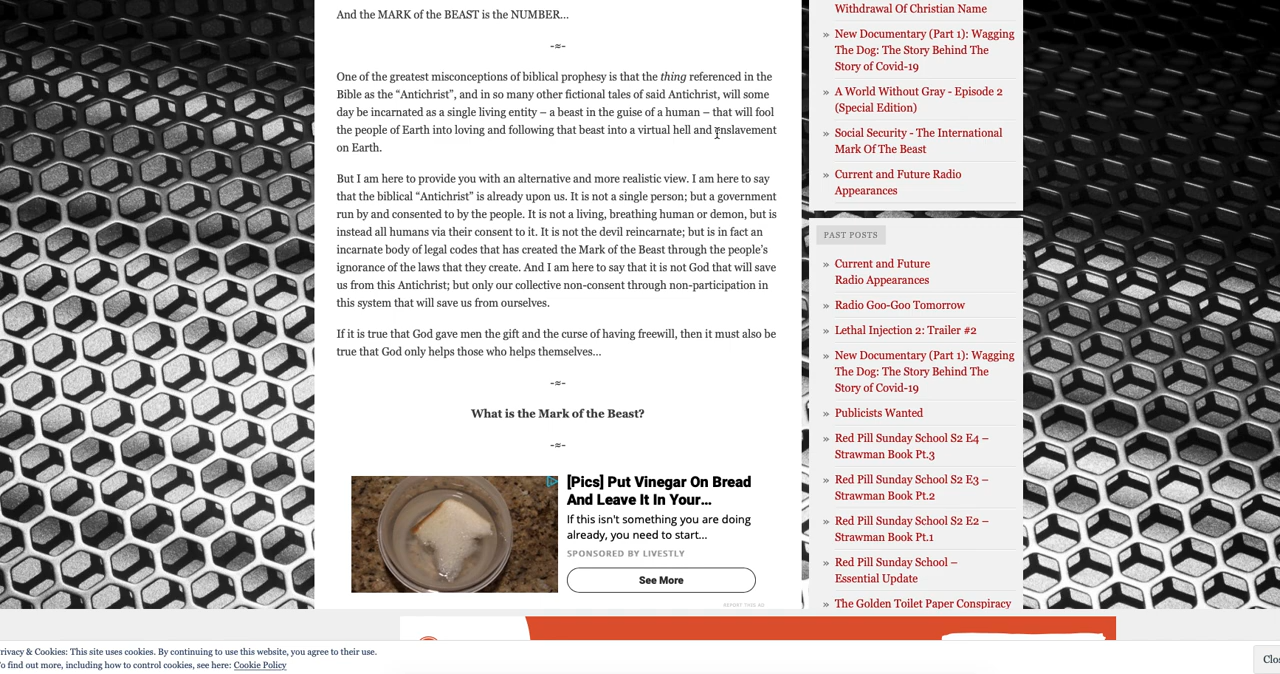 And the MARK of the BEAST is the NUMBER...
-≈-
One of the greatest misconceptions of biblical prophesy is that the thing referenced in the
Bible as the “Antichrist”, and in so many other fictional tales of said Antichrist, will some
day be incarnated as a single living entity – a beast in the guise of a human – that will fool
the people of Earth into loving and following that beast into a virtual hell and enslavement
on Earth.
But I am here to provide you with an alternative and more realistic view. I am here to say
that the biblical “Antichrist” is already upon us. It is not a single person; but a government
run by and consented to by the people. It is not a living, breathing human or demon, but is
instead all humans via their consent to it. It is not the devil reincarnate; but is in fact an
incarnate body of legal codes that has created the Mark of the Beast through the people’s
ignorance of the laws that they create. And I am here to say that it is not God that will save
us from this Antichrist; but only our collective non-consent through non-participation in
this system that will save us from ourselves.
If it is true that God gave men the gift and the curse of having freewill, then it must also be
true that God only helps those who helps themselves...
-≈-
What is the Mark of the Beast?
-≈-
[Pics] Put Vinegar On Bread
And Leave It In Your...
If this isn't something you are doing
already, you need to start...
SPONSORED BY LIVESTLY
See More
REPORT THIS AD
Withdrawal Of Christian Name
» New Documentary (Part 1): Wagging
The Dog: The Story Behind The
Story of Covid-19
» A World Without Gray - Episode 2
(Special Edition)
» Social Security - The International
Mark Of The Beast
» Current and Future Radio
Appearances
PAST POSTS
» Current and Future
Radio Appearances
» Radio Goo-Goo Tomorrow
» Lethal Injection 2: Trailer #2
» New Documentary (Part 1): Wagging
The Dog: The Story Behind The
Story of Covid-19
» Publicists Wanted
» Red Pill Sunday School S2 E4 –
Strawman Book Pt.3
» Red Pill Sunday School S2 E3 –
Strawman Book Pt.2
» Red Pill Sunday School S2 E2 –
Strawman Book Pt.1
» Red Pill School –
Essential Update
» The Golden Toilet Paper Conspiracy
rivacy & Cookies: This site uses cookies. By continuing to use this website, you agree to their use.
o find out more, including how to control cookies, see here: Cookie Policy
Clos